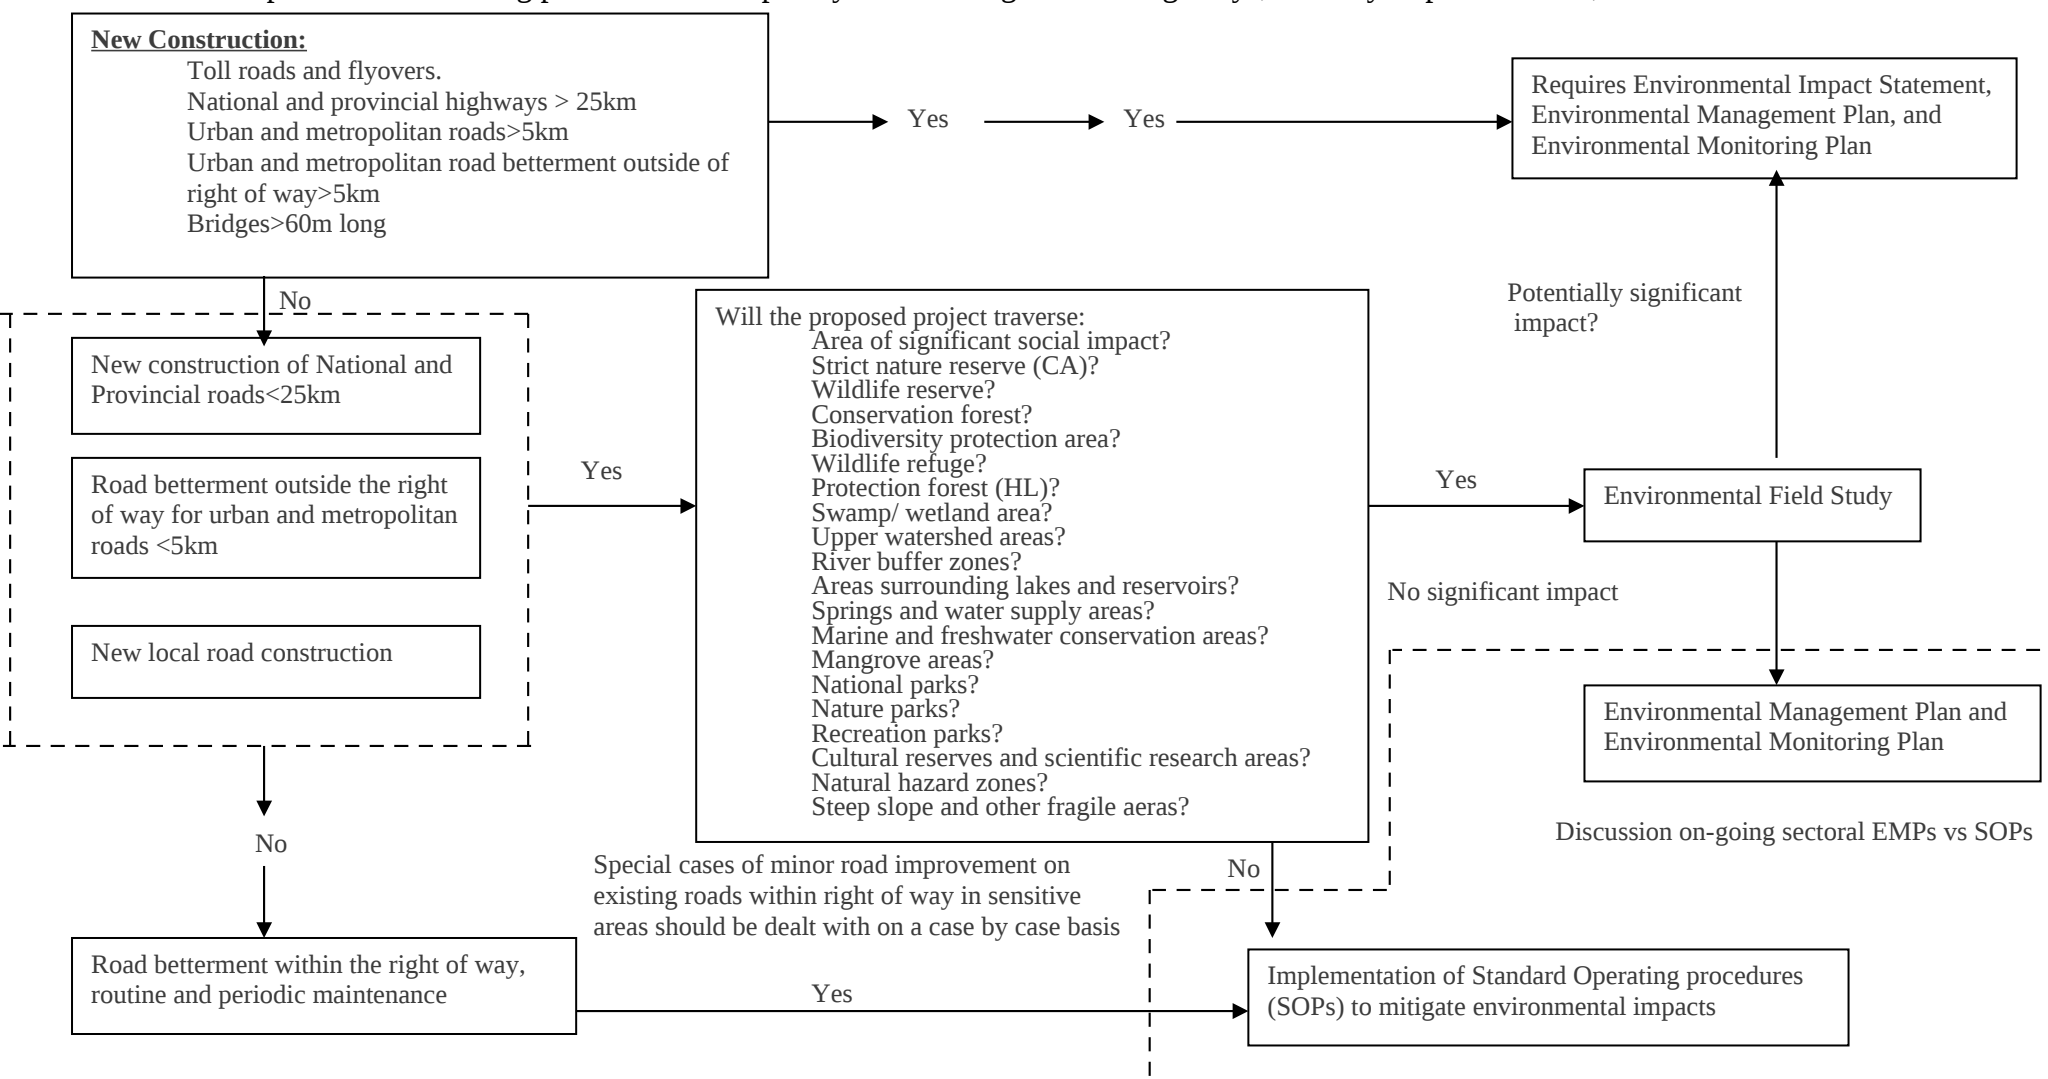 New Construction:
Toll roads and flyovers.
National and provincial highways > 25km
Urban and metropolitan roads>5km
Urban and metropolitan road betterment outside of
right of way>5km
Bridges>60m long
Yes
Yes
Requires Environmental Impact Statement,
Environmental Management Plan, and
Environmental Monitoring Plan
No
New construction of National and
Provincial roads<25km
Road betterment outside the right
of way for urban and metropolitan
roads <5km
New local road construction
Yes
Will the proposed project traverse:
Area of significant social impact?
Strict nature reserve (CA)?
Wildlife reserve?
Conservation forest?
Biodiversity protection area?
Wildlife refuge?
Protection forest (HL)?
Swamp/ wetland area?
Upper watershed areas?
River buffer zones?
Areas surrounding lakes and reservoirs?
Springs and water supply areas?
Marine and freshwater conservation areas?
Mangrove areas?
National parks?
Nature parks?
Recreation parks?
Cultural reserves and scientific research areas?
Natural hazard zones?
Steep slope and other fragile aeras?
Potentially significant
impact?
Yes
Environmental Field Study
No significant impact
Environmental Management Plan and
Environmental Monitoring Plan
Discussion on-going sectoral EMPs vs SOPs
No
Special cases of minor road improvement on
existing roads within right of way in sensitive
areas should be dealt with on a case by case basis
No
Road betterment within the right of way,
routine and periodic maintenance
Yes
Implementation of Standard Operating procedures
(SOPs) to mitigate environmental impacts